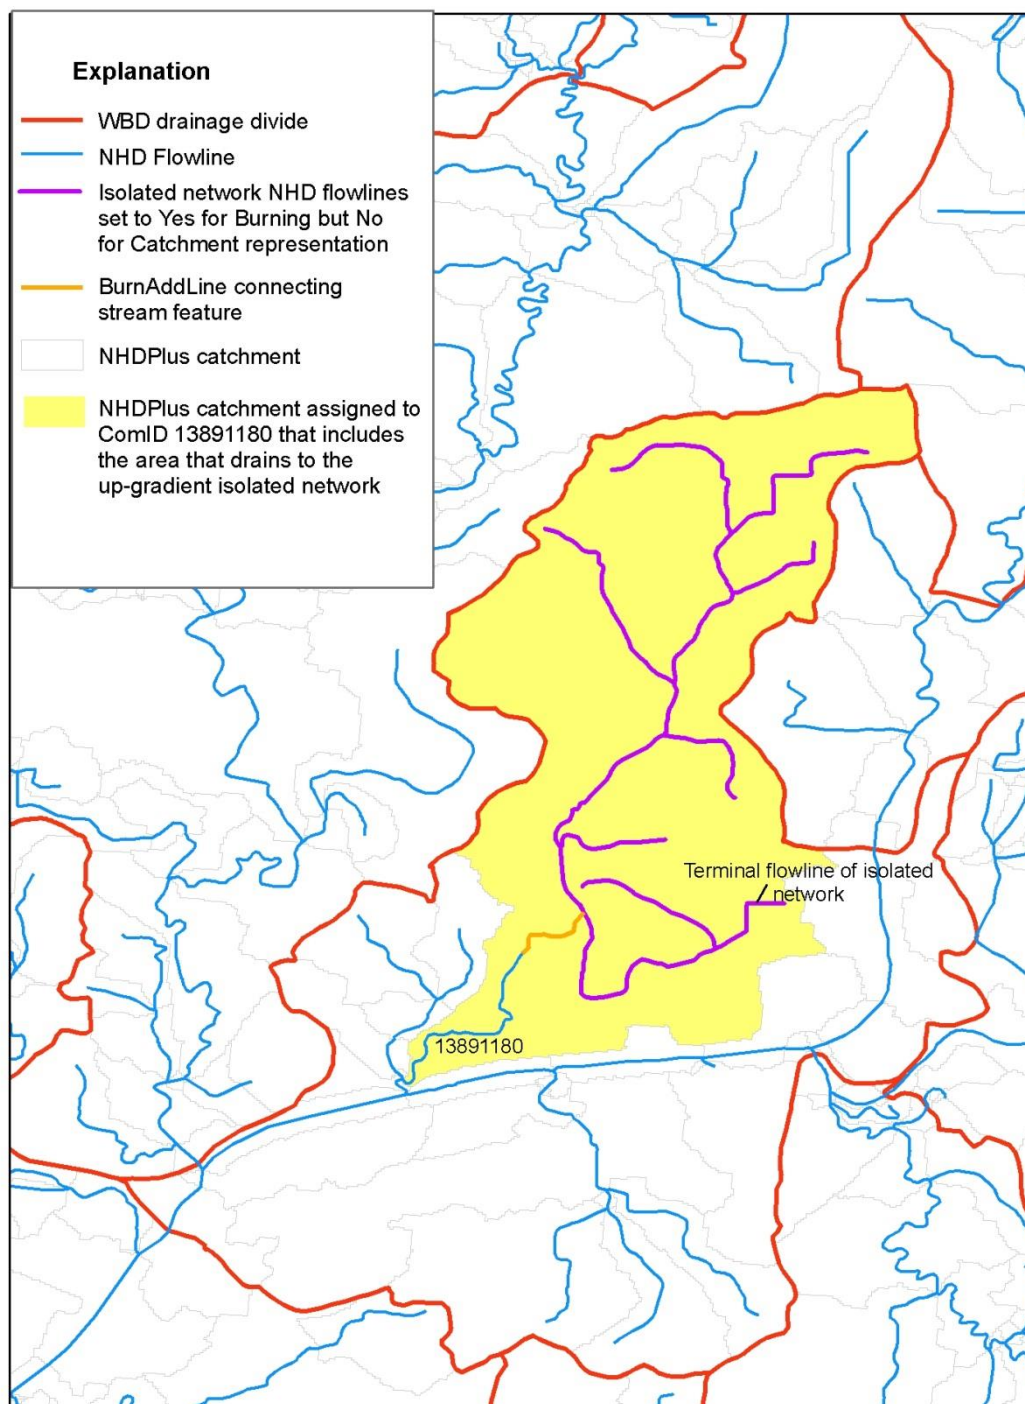 Explanation
WBD drainage divide
NHD Flowline
Isolated network NHD flowlines
set to Yes for Burning but No
for Catchment representation
BurnAddLine connecting
stream feature
NHDPlus catchment
NHDPlus catchment assigned to
ComID 13891180 that includes
the area that drains to the
up-gradient isolated network
Terminal flowline of isolated
network
13891180